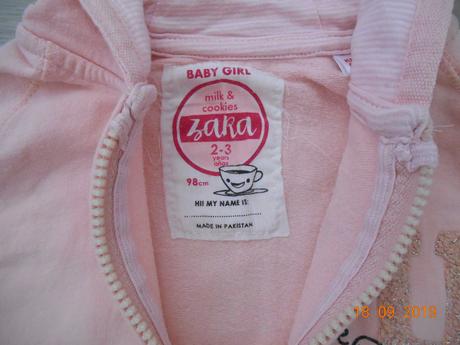 BABY GIRL
milk &
cookies
ZARA
2-3
years
años
98cm
HI! MY NAME IS:
MADE IN PAKISTAN
18.09.2019